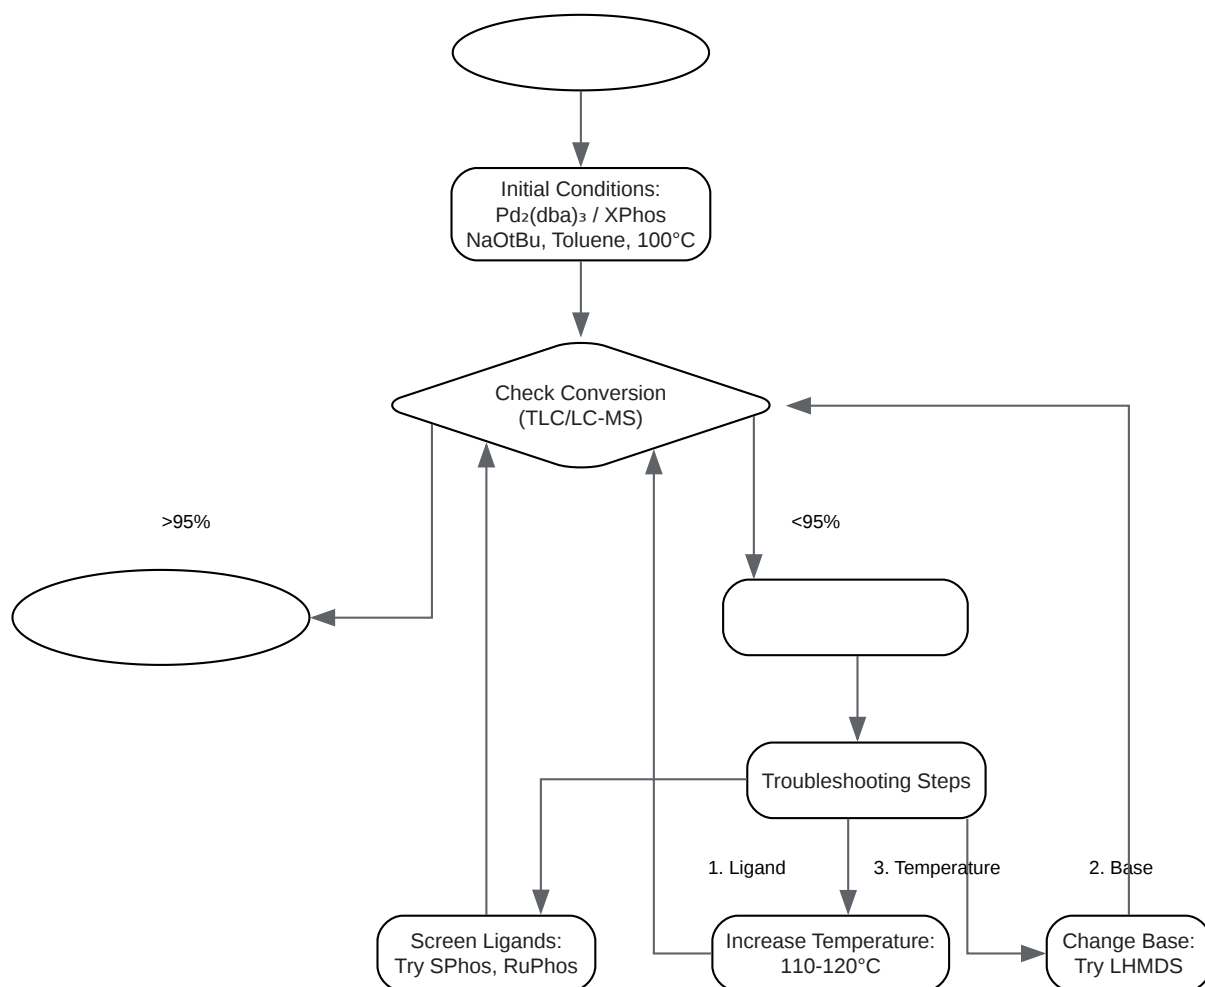 Initial Conditions:
Pd₂(dba)₃ / XPhos
NaOtBu, Toluene, 100°C
Check Conversion
(TLC/LC-MS)
>95%
<95%
Troubleshooting Steps
1. Ligand
3. Temperature
2. Base
Screen Ligands:
Try SPhos, RuPhos
Increase Temperature:
110-120°C
Change Base:
Try LHMDS